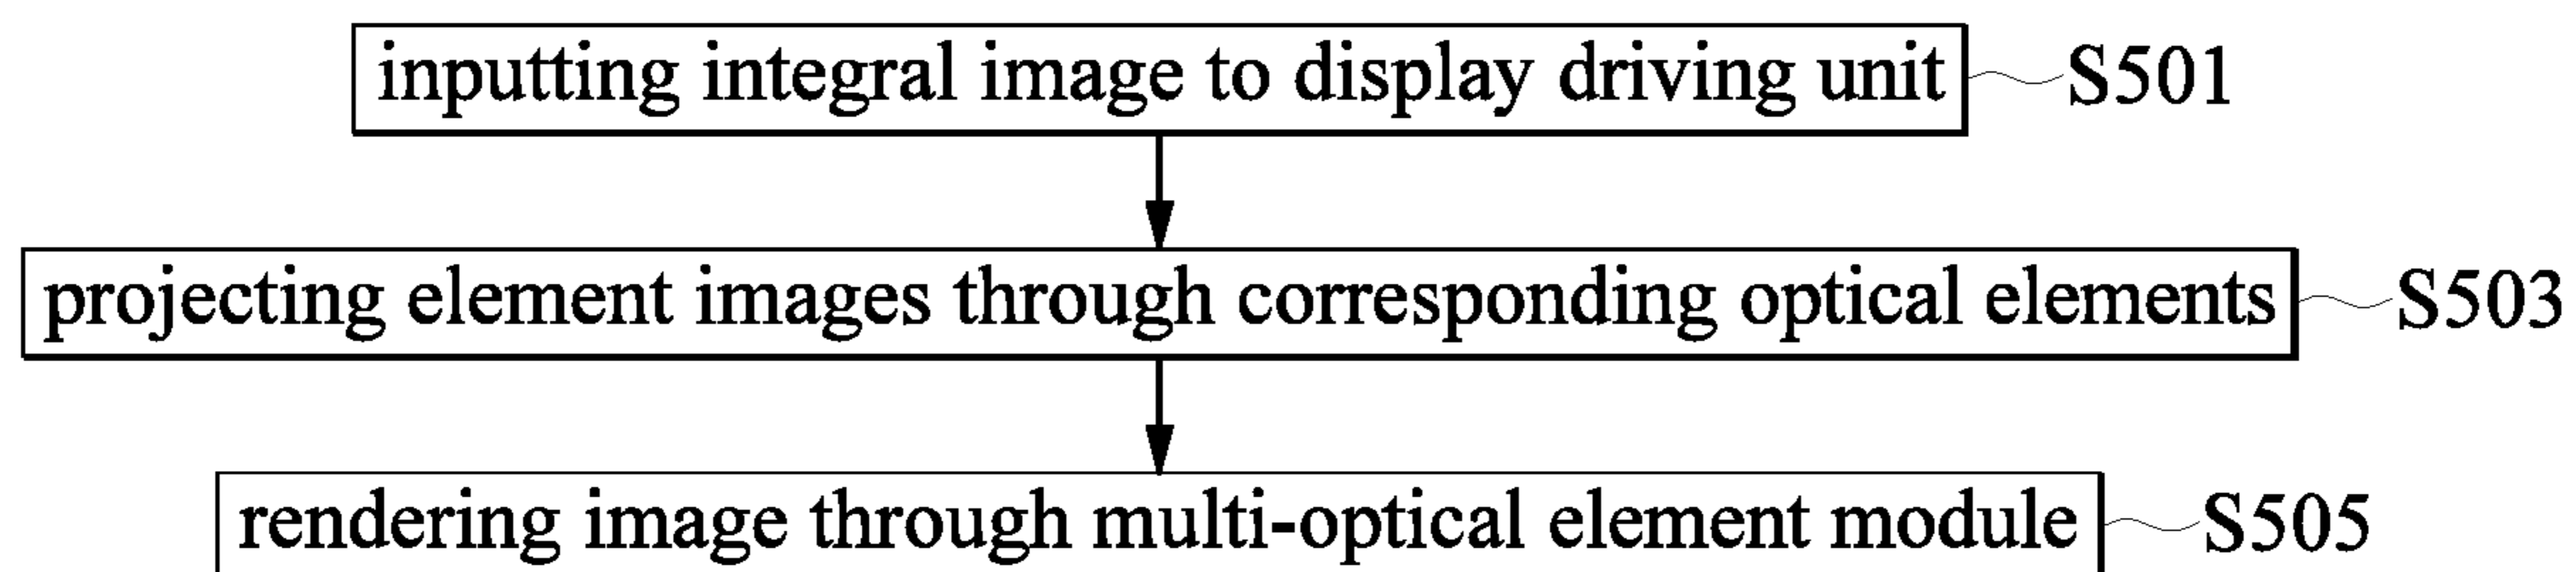 inputting integral image to display driving unit S501
projecting element images through corresponding optical elements S503
rendering image through multi-optical element module S505